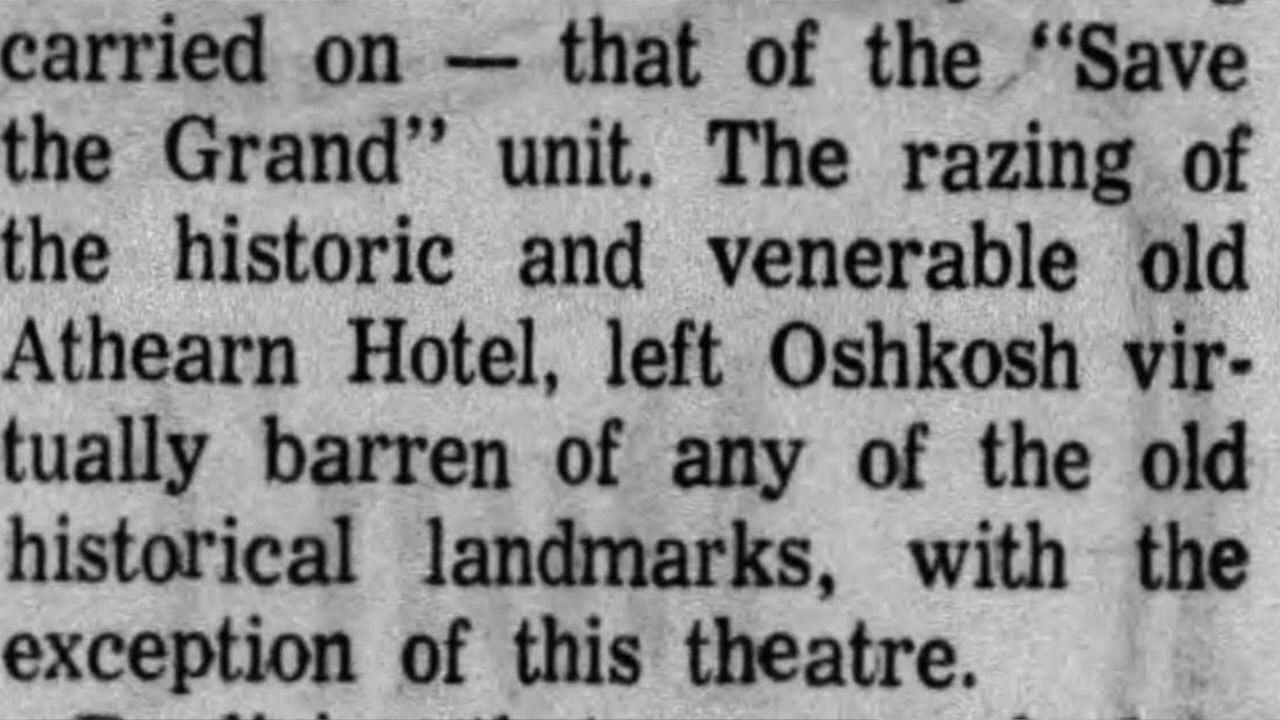 carried on — that of the “Save
the Grand” unit. The razing of
the historic and venerable old
Athearn Hotel, left Oshkosh vir-
tually barren of any of the old
historical landmarks, with the
exception of this theatre.